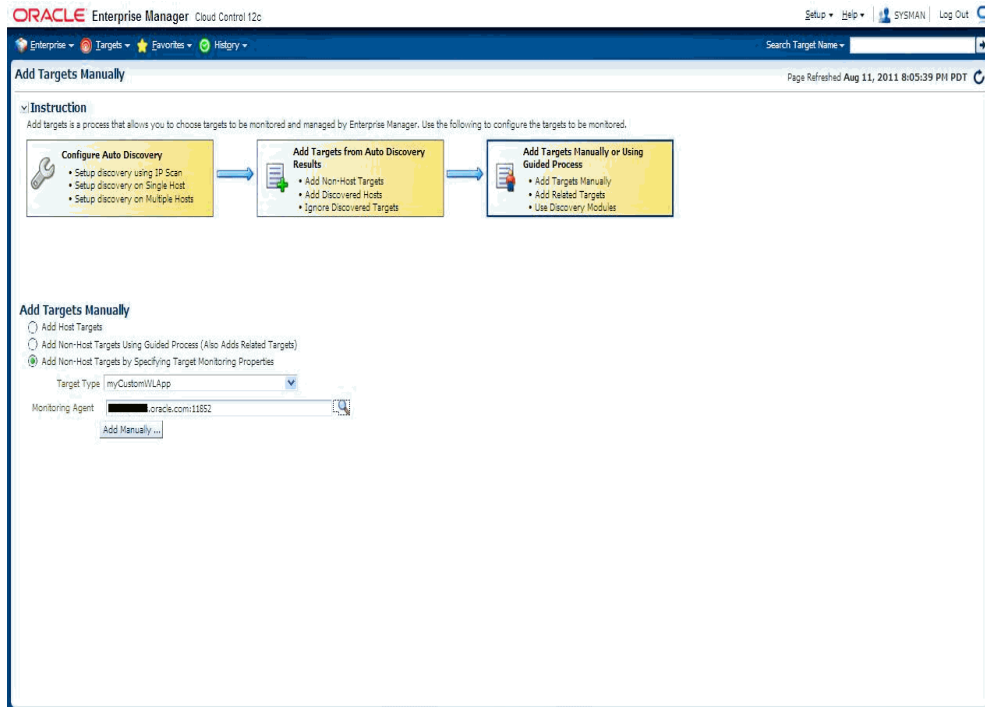 ORACLE Enterprise Manager Cloud Control 12c
Setup Help SYSMAN Log Out
Enterprise Targets Favorites History
Search Target Name
Add Targets Manually
Page Refreshed Aug 11, 2011 8:05:39 PM PDT
Instruction
Add targets is a process that allows you to choose targets to be monitored and managed by Enterprise Manager. Use the following to configure the targets to be monitored.
Configure Auto Discovery
• Setup discovery using IP Scan
• Setup discovery on Single Host
• Setup discovery on Multiple Hosts
Add Targets from Auto Discovery
Results
• Add Non-Host Targets
• Add Discovered Hosts
• Ignore Discovered Targets
Add Targets Manually or Using
Guided Process
• Add Targets Manually
• Add Related Targets
• Use Discovery Modules
Add Targets Manually
Add Host Targets
Add Non-Host Targets Using Guided Process (Also Adds Related Targets)
Add Non-Host Targets by Specifying Target Monitoring Properties
Target Type myCustomWLApp
Monitoring Agent .oracle.com:11852
Add Manually ...